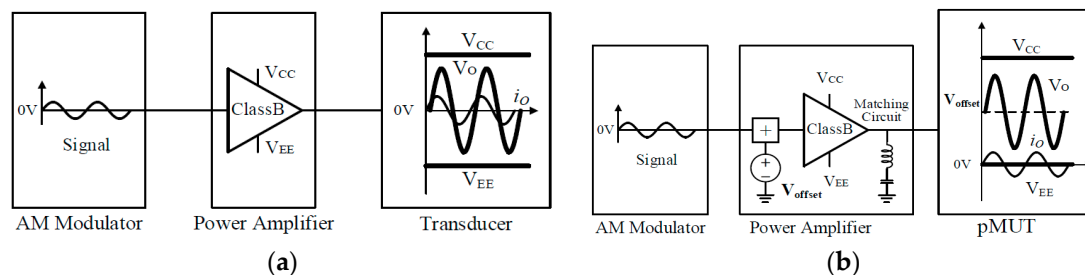 0V
Signal
AM Modulator
VCC
ClassB
VEE
Power Amplifier
VCC
VO
0V
iO
VEE
Transducer
(a)
0V
Signal
AM Modulator
+
+
−
Voffset
VCC
ClassB
VEE
Matching
Circuit
Power Amplifier
VCC
VO
Voffset
iO
0V
VEE
pMUT
(b)